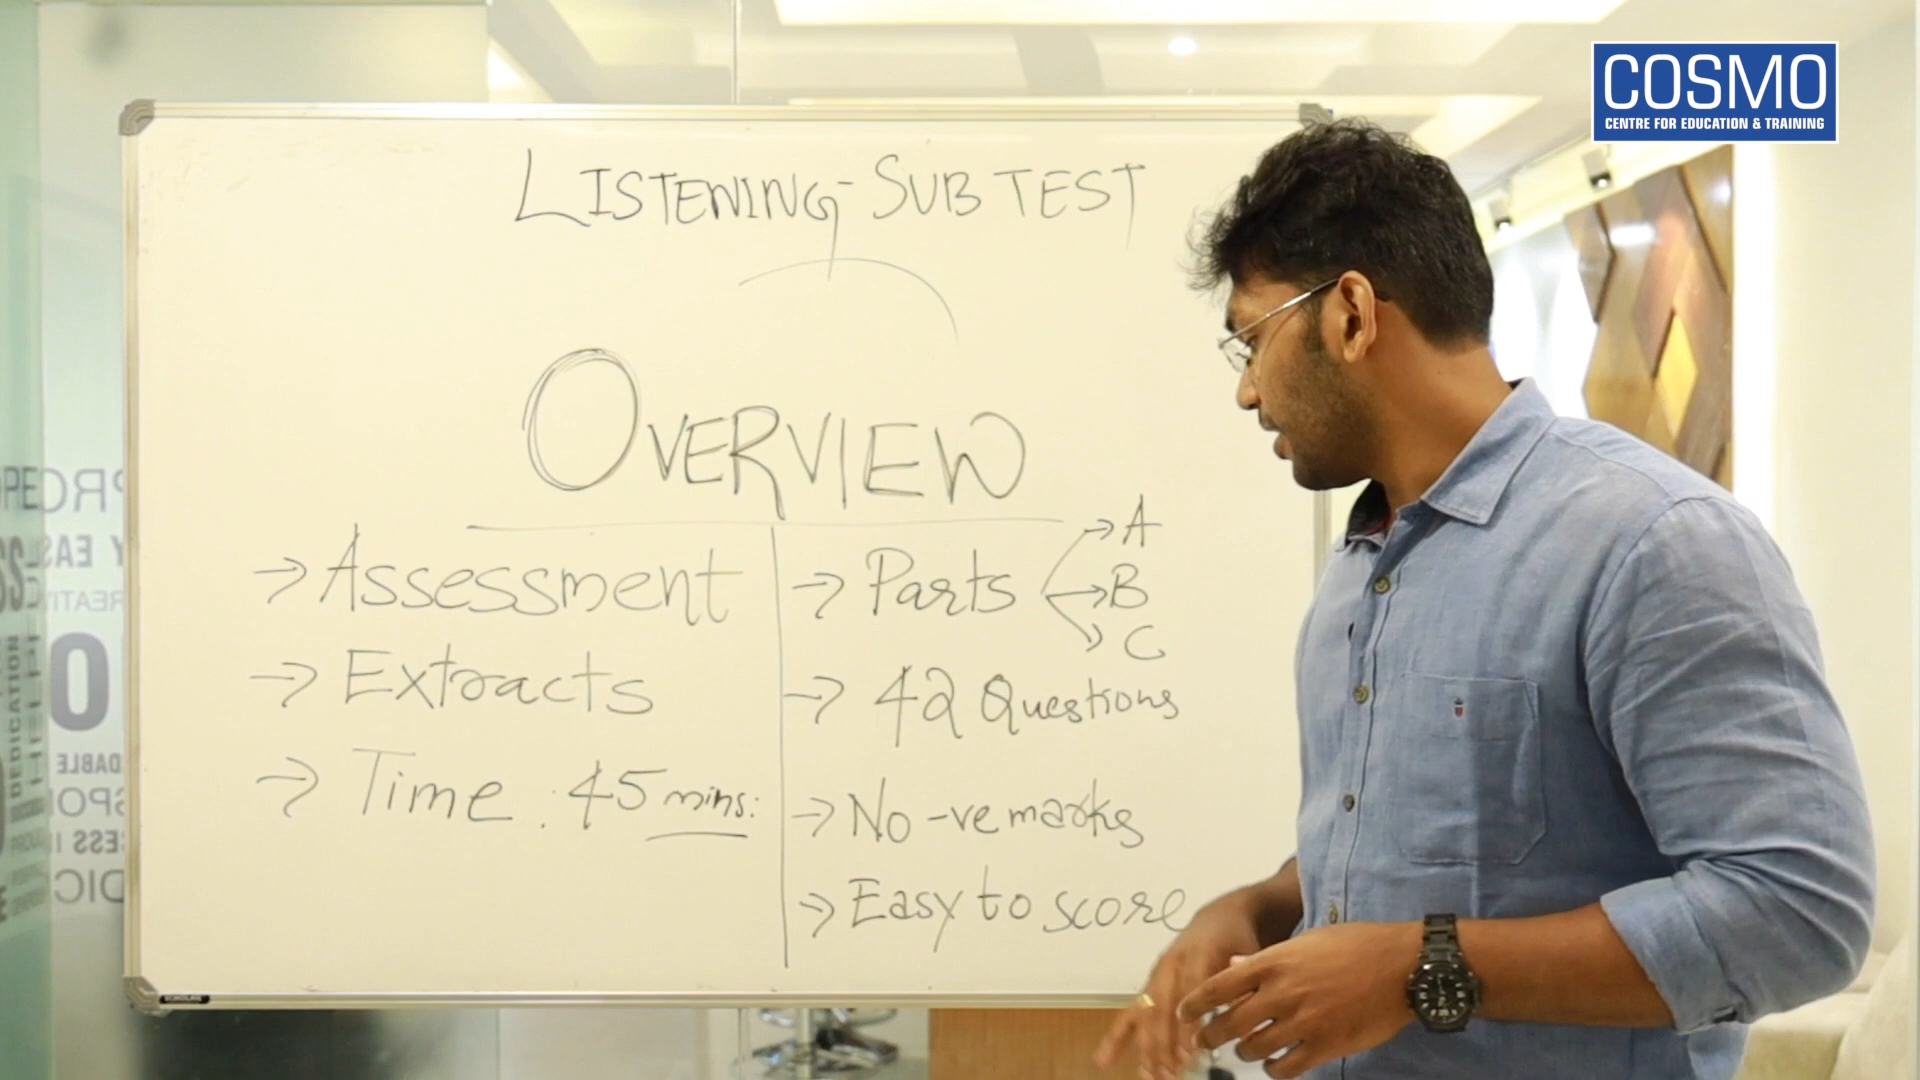 COSMO
CENTRE FOR EDUCATION & TRAINING
LISTENING-SUB TEST
OVERVIEW
→ Assessment
→ Extracts
→ Time : 45 mins:
→ Parts → A
→ B
→ C
→ 42 Questions
→ No -ve marks
→ Easy to score
DEDICATION